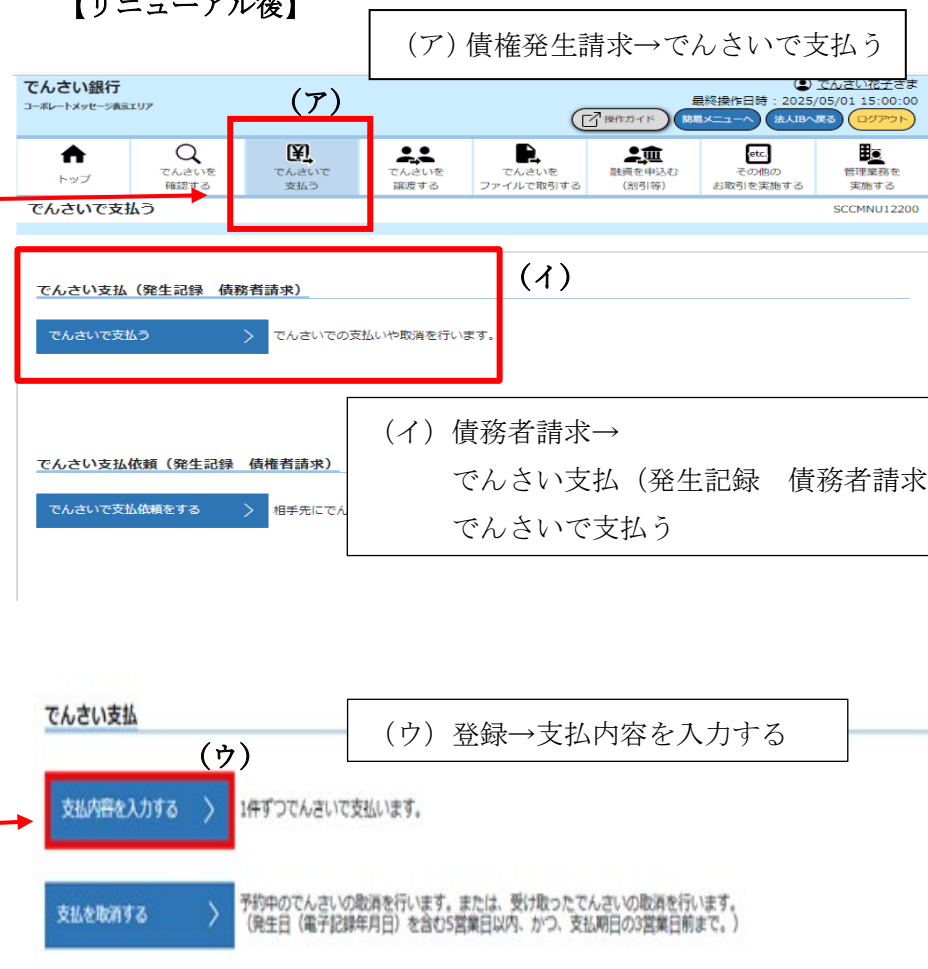 【リニューアル後】
（ア）債権発生請求→でんさいで支払う
でんさい銀行
コーポレートメッセージ表示エリア
（ア）
でんさい花子さま
最終操作日時：2025/05/01 15:00:00
操作ガイド
簡易メニューへ
法人IBへ戻る
ログアウト
トップ
でんさいを
確認する
でんさいで
支払う
でんさいを
譲渡する
でんさいを
ファイルで取引する
融資を申込む
（割引等）
etc.
その他の
お取引を実施する
管理業務を
実施する
でんさいで支払う
SCCMNU12200
（イ）
でんさい支払（発生記録　債務者請求）
でんさいで支払う
でんさいでの支払いや取消を行います。
（イ）債務者請求→
でんさい支払（発生記録　債務者請求
でんさいで支払う
でんさい支払依頼（発生記録　債権者請求）
でんさいで支払依頼をする
相手先にでん
でんさい支払
（ウ）登録→支払内容を入力する
（ウ）
支払内容を入力する
1件ずつでんさいで支払います。
支払を取消する
予約中のでんさいの取消を行います。または、受け取ったでんさいの取消を行います。
（発生日（電子記録年月日）を含む5営業日以内、かつ、支払期日の3営業日前まで。）